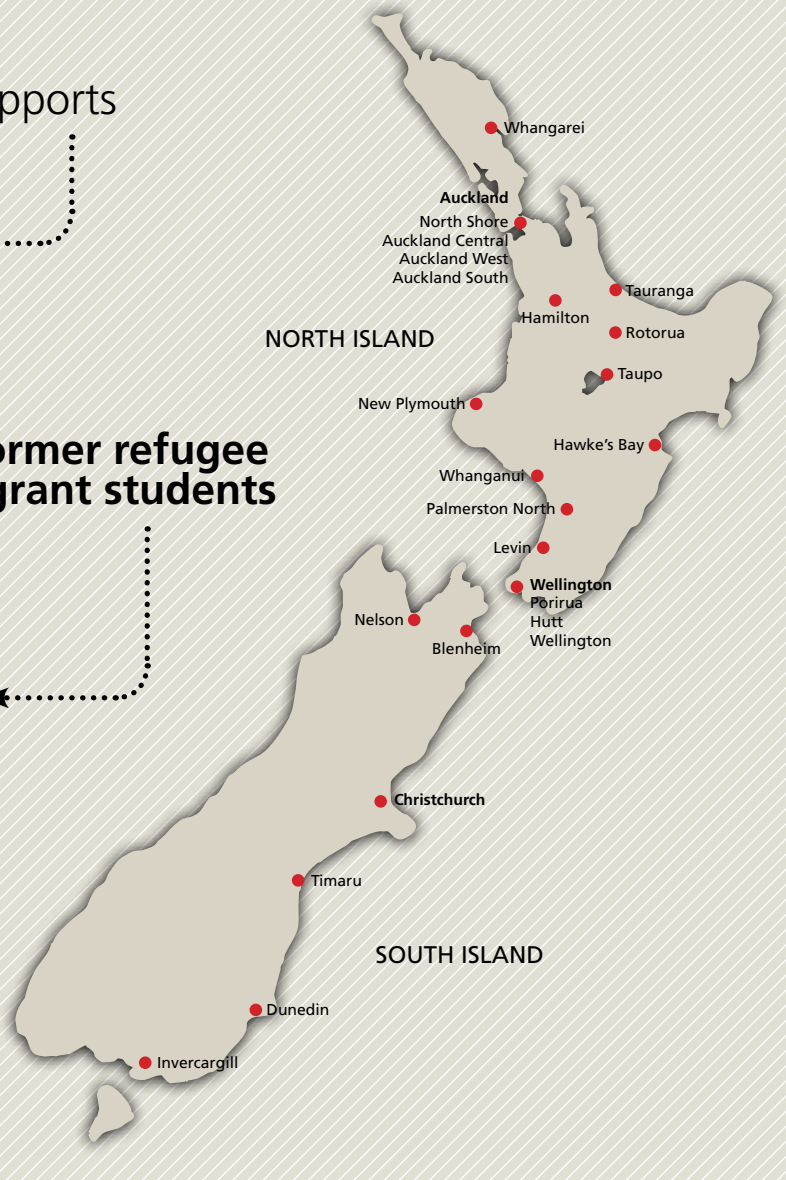 pports
Whangarei
Auckland
North Shore
Auckland Central
Auckland West
Auckland South
Tauranga
Hamilton
NORTH ISLAND
Rotorua
Taupo
New Plymouth
ormer refugee
grant students
Hawke's Bay
Whanganui
Palmerston North
Levin
Wellington
Porirua
Hutt
Wellington
Nelson
Blenheim
Christchurch
Timaru
SOUTH ISLAND
Dunedin
Invercargill